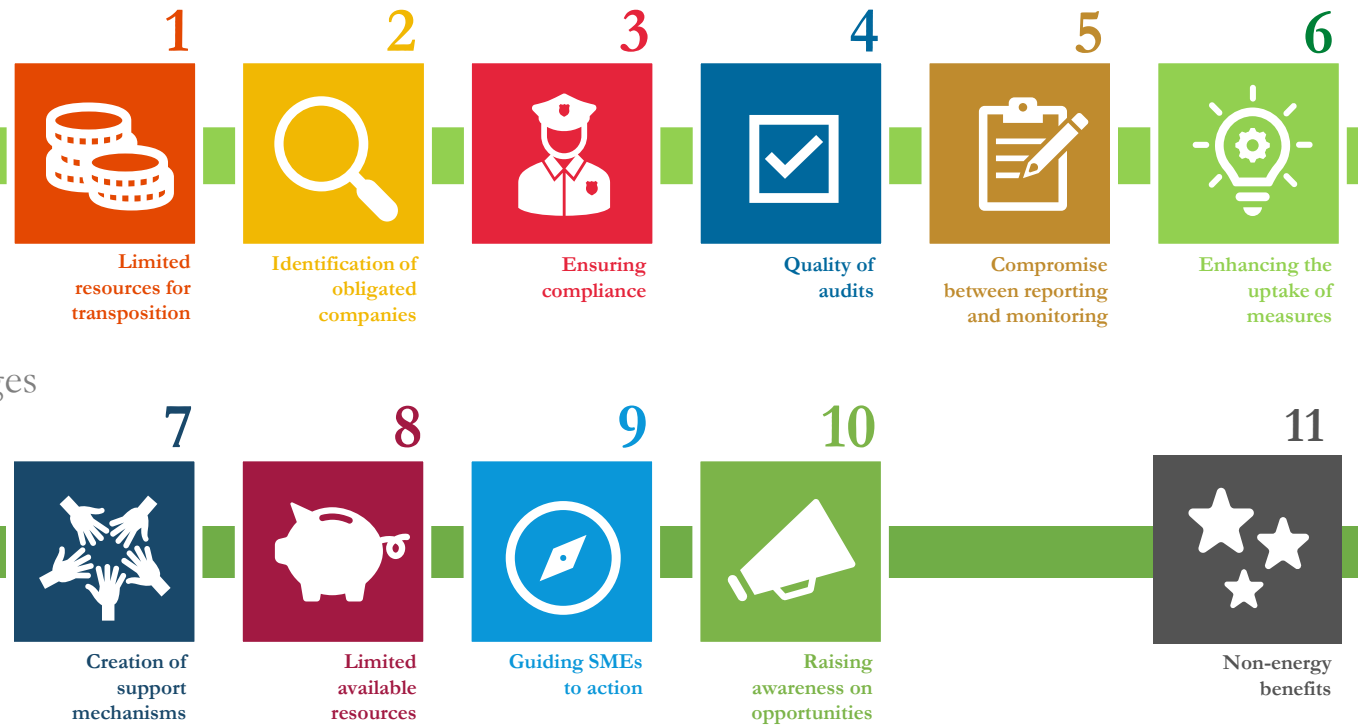 1
Limited
resources for
transposition
2
Identification of
obligated
companies
3
Ensuring
compliance
4
Quality of
audits
5
Compromise
between reporting
and monitoring
6
Enhancing the
uptake of
measures
7
Creation of
support
mechanisms
8
Limited
available
resources
9
Guiding SMEs
to action
10
Raising
awareness on
opportunities
11
Non-energy
benefits